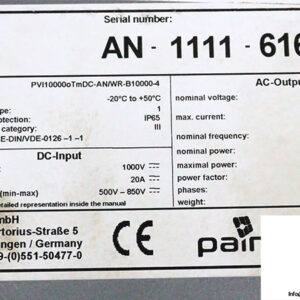 Serial number:
AN - 1111 - 616
PVI10000oTmDC-AN/WR-B10000-4
AC-Outpu
-20°C to +50°C
nominal voltage:
pe: 1
otection: IP65
max. current:
category III
E-DIN/VDE-0126 –1 –1
nominal frequency:
DC-Input
nominal power:
1000V
maximal power:
20A
power factor:
(min-max) 500V – 850V
phases:
etailed representation inside the manual
weight:
mbH
rtorius-Straße 5
ngen / Germany
9-(0)551-50477-0
CE
pair
Info@